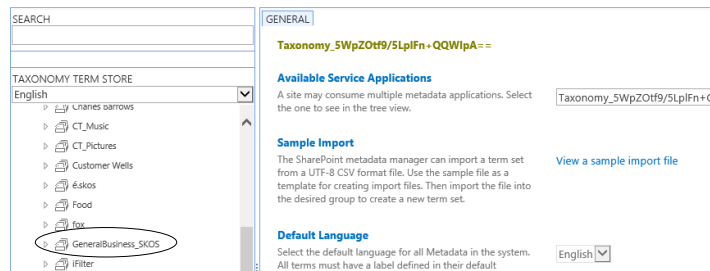 SEARCH
TAXONOMY TERM STORE
English
Charles Barrows
CT_Music
CT_Pictures
Customer Wells
é.skos
Food
fox
GeneralBusiness_SKOS
iFilter
GENERAL
Taxonomy_5WpZOtf9/5LplFn+QQWlpA==
Available Service Applications
A site may consume multiple metadata applications. Select
the one to see in the tree view.
Taxonomy_5WpZOtf9/5LplFn+
Sample Import
The SharePoint metadata manager can import a term set
from a UTF-8 CSV format file. Use the sample file as a
template for creating import files. Then import the file into
the desired group to create a new term set.
View a sample import file
Default Language
Select the default language for all Metadata in the system.
All terms must have a label defined in their default
English